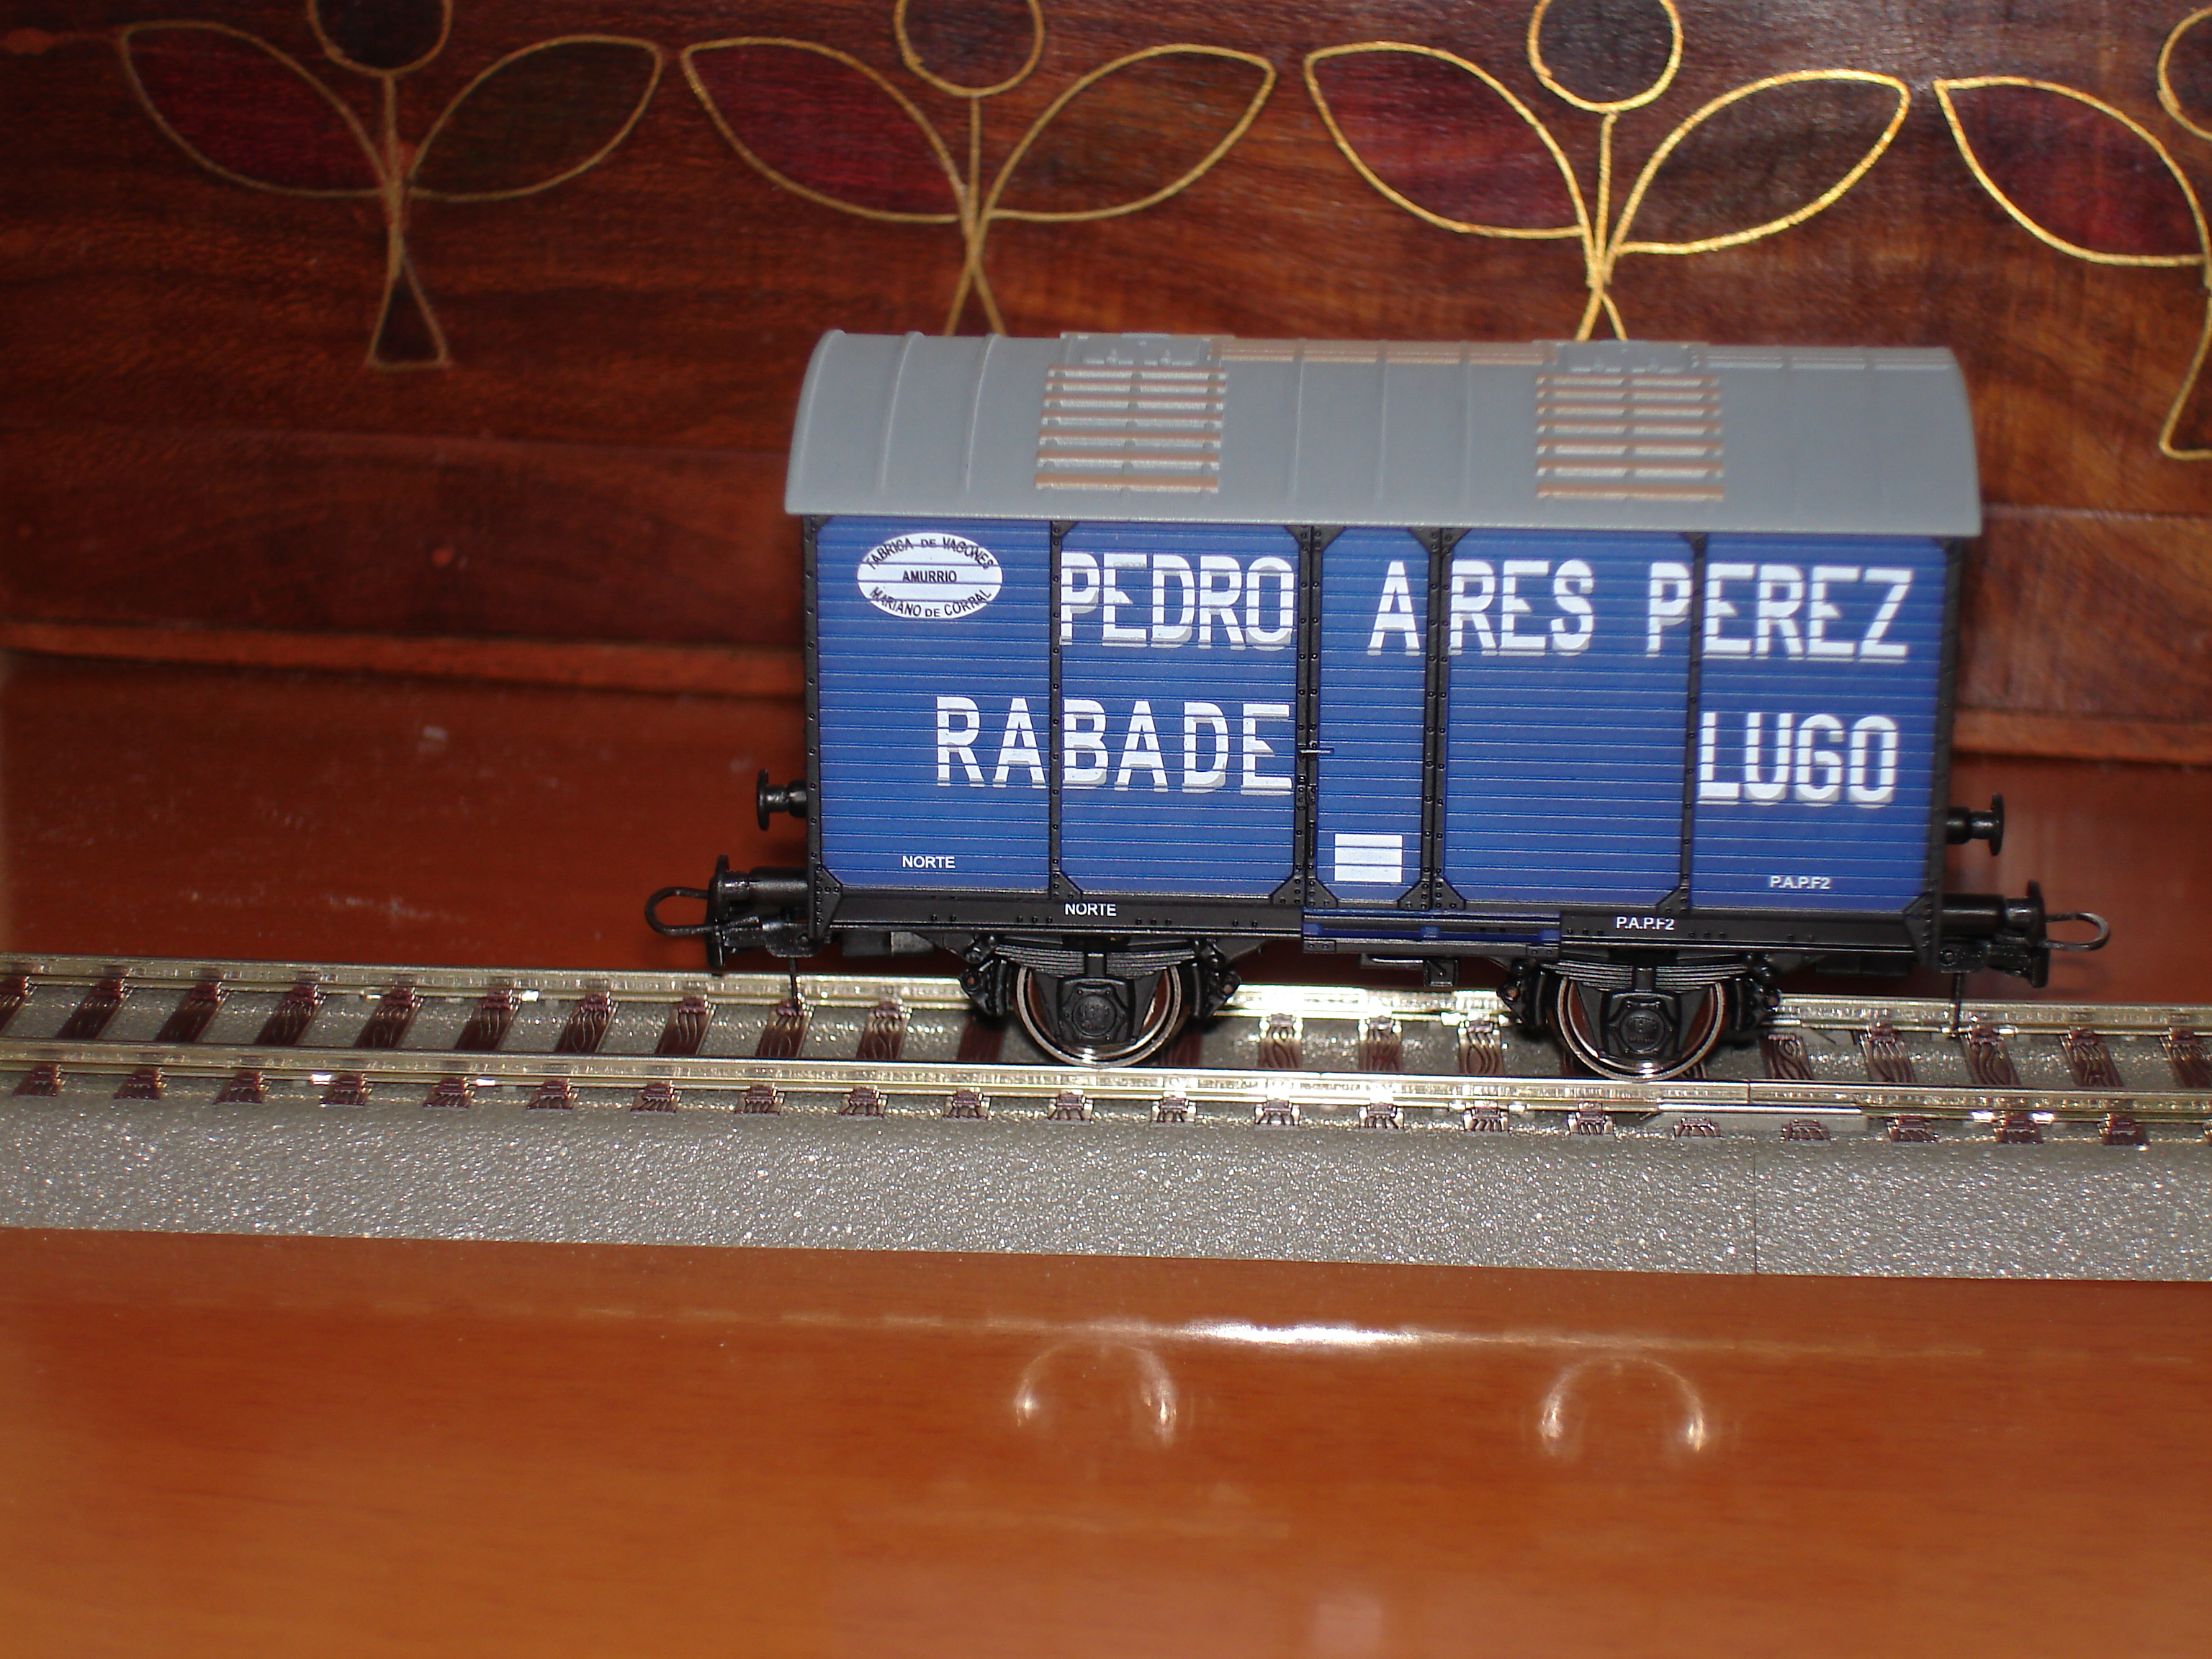 FABRICA DE VAGONES
AMURRIO
MARIANO DE CORRAL
PEDRO ARES PEREZ
RABADE LUGO
NORTE
P.A.P.F2
NORTE
P.A.P.F2